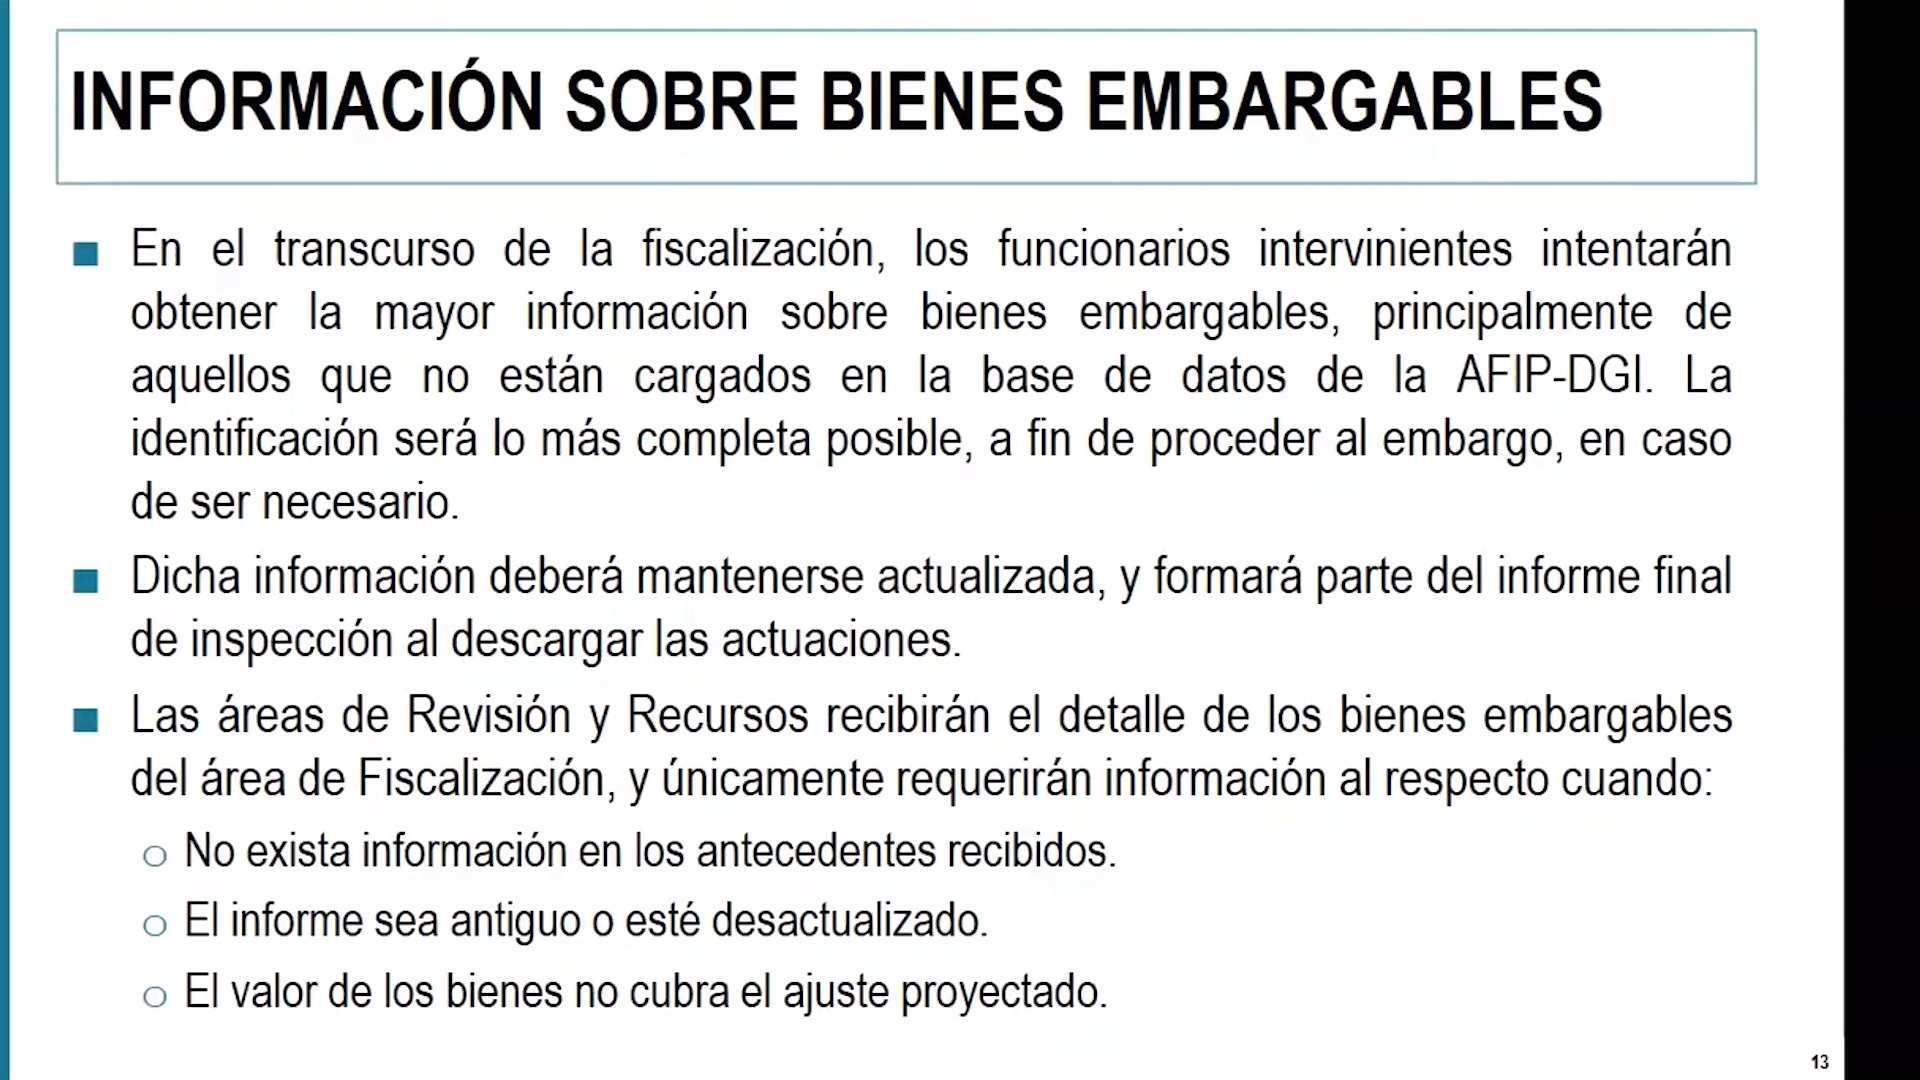 INFORMACIÓN SOBRE BIENES EMBARGABLES
■ En el transcurso de la fiscalización, los funcionarios intervinientes intentarán
obtener la mayor información sobre bienes embargables, principalmente de
aquellos que no están cargados en la base de datos de la AFIP-DGI. La
identificación será lo más completa posible, a fin de proceder al embargo, en caso
de ser necesario.
■ Dicha información deberá mantenerse actualizada, y formará parte del informe final
de inspección al descargar las actuaciones.
■ Las áreas de Revisión y Recursos recibirán el detalle de los bienes embargables
del área de Fiscalización, y únicamente requerirán información al respecto cuando:
o No exista información en los antecedentes recibidos.
o El informe sea antiguo o esté desactualizado.
o El valor de los bienes no cubra el ajuste proyectado.
13